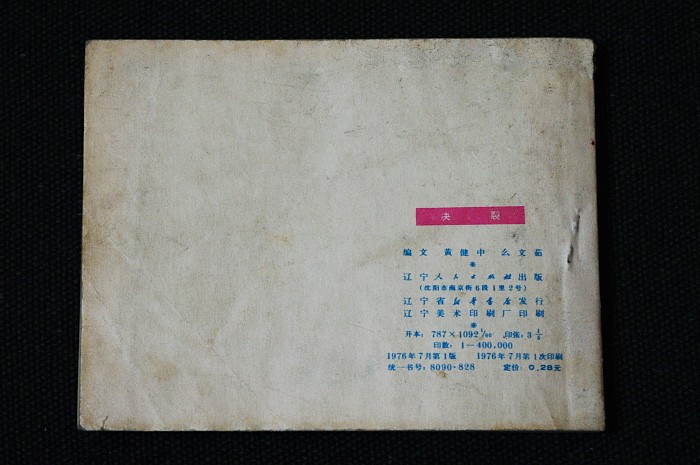 决 裂
编文 黄健中 么文茹
辽宁人民出版社出版
(沈阳市南京街6段1里2号)
辽宁省新华书店发行
辽宁美术印刷厂印刷
开本: 787×1092 1/60 印张: 3 4/5
印数: 1—400,000
1976年7月第1版 1976年7月第1次印刷
统一书号: 8090·828 定价: 0.28元